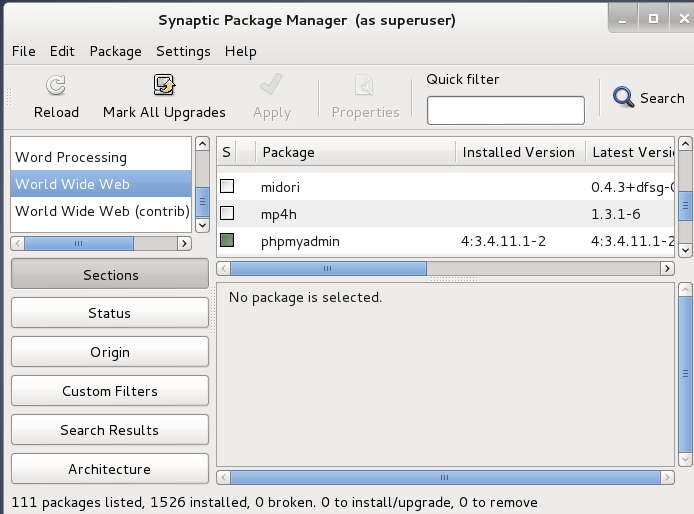 Synaptic Package Manager (as superuser)
File Edit Package Settings Help
Reload
Mark All Upgrades
Apply
Properties
Quick filter
Search
Word Processing
World Wide Web
World Wide Web (contrib)
S Package Installed Version Latest Versi
midori 0.4.3+dfsg-
mp4h 1.3.1-6
phpmyadmin 4:3.4.11.1-2 4:3.4.11.1-2
Sections
Status
Origin
Custom Filters
Search Results
Architecture
No package is selected.
111 packages listed, 1526 installed, 0 broken. 0 to install/upgrade, 0 to remove